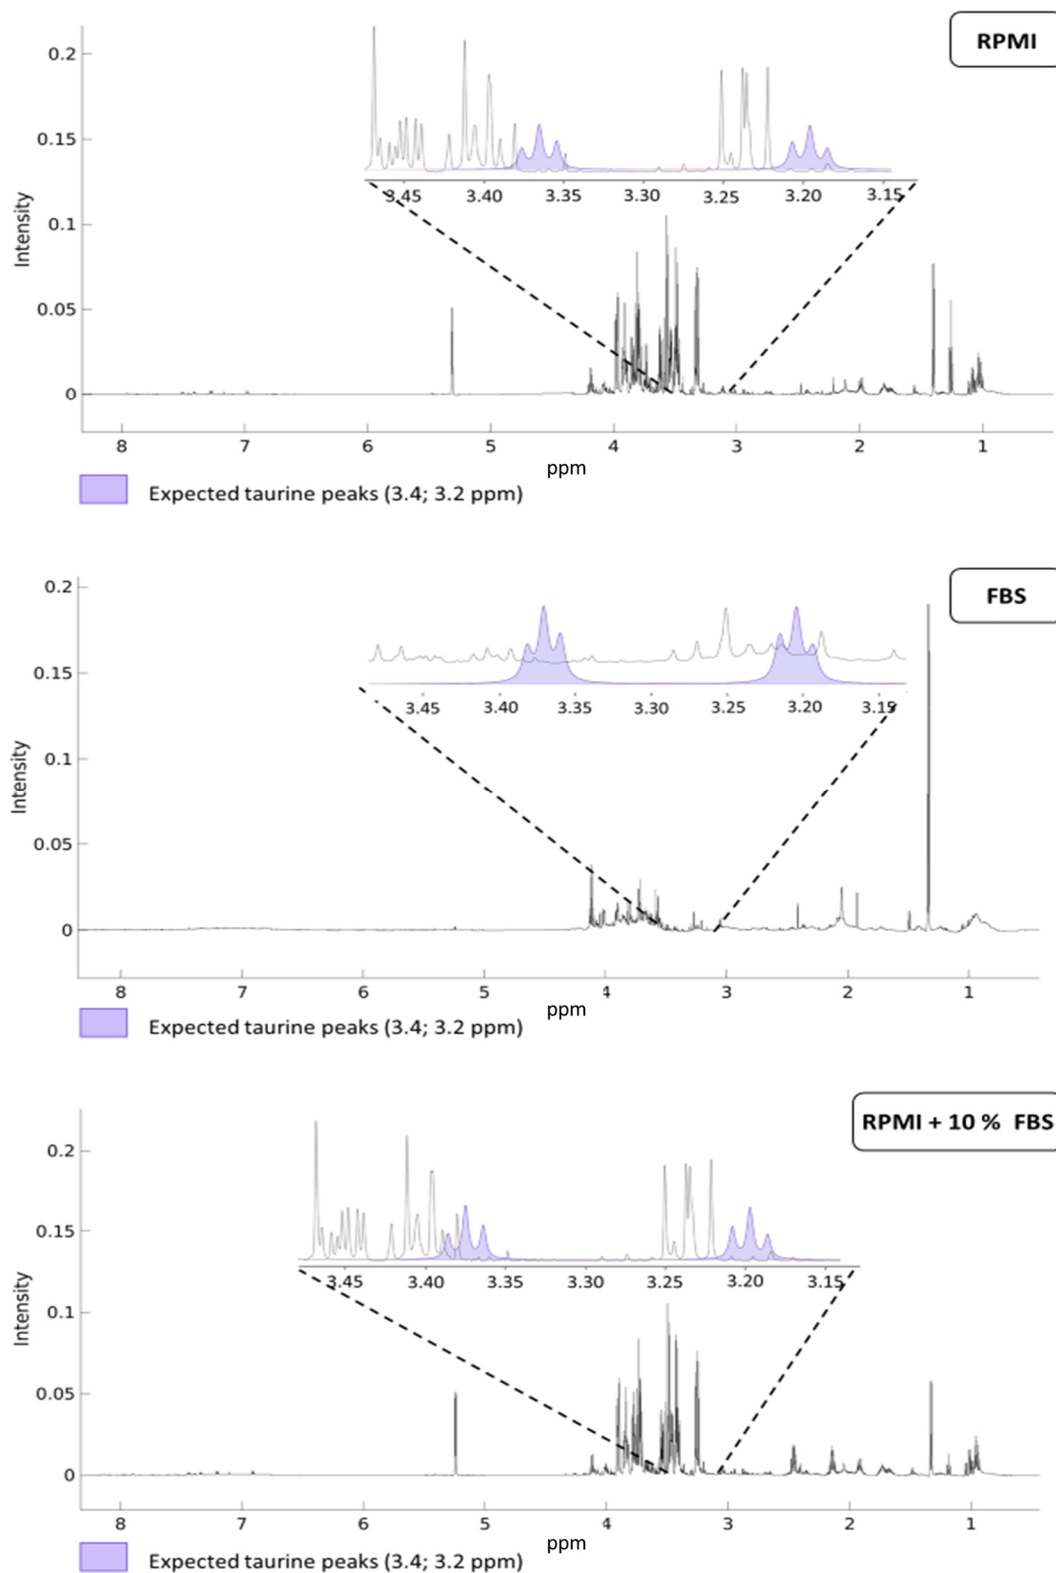 RPMI
0.2
0.15
0.1
0.05
0
Intensity
3.45 3.40 3.35 3.30 3.25 3.20 3.15
8 7 6 5 4 3 2 1
ppm
Expected taurine peaks (3.4; 3.2 ppm)
FBS
0.2
0.15
0.1
0.05
0
Intensity
3.45 3.40 3.35 3.30 3.25 3.20 3.15
8 7 6 5 4 3 2 1
ppm
Expected taurine peaks (3.4; 3.2 ppm)
RPMI + 10 % FBS
0.2
0.15
0.1
0.05
0
Intensity
3.45 3.40 3.35 3.30 3.25 3.20 3.15
8 7 6 5 4 3 2 1
ppm
Expected taurine peaks (3.4; 3.2 ppm)